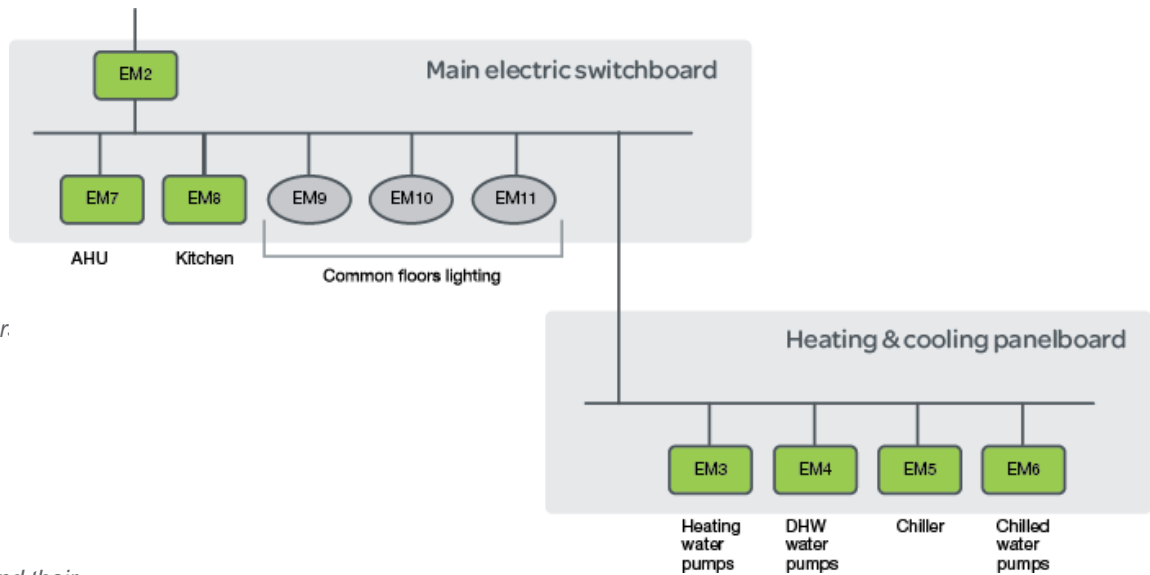 EM2
Main electric switchboard
EM7
EM8
EM9
EM10
EM11
AHU
Kitchen
Common floors lighting
Heating & cooling panelboard
EM3
EM4
EM5
EM6
Heating
water
pumps
DHW
water
pumps
Chiller
Chilled
water
pumps